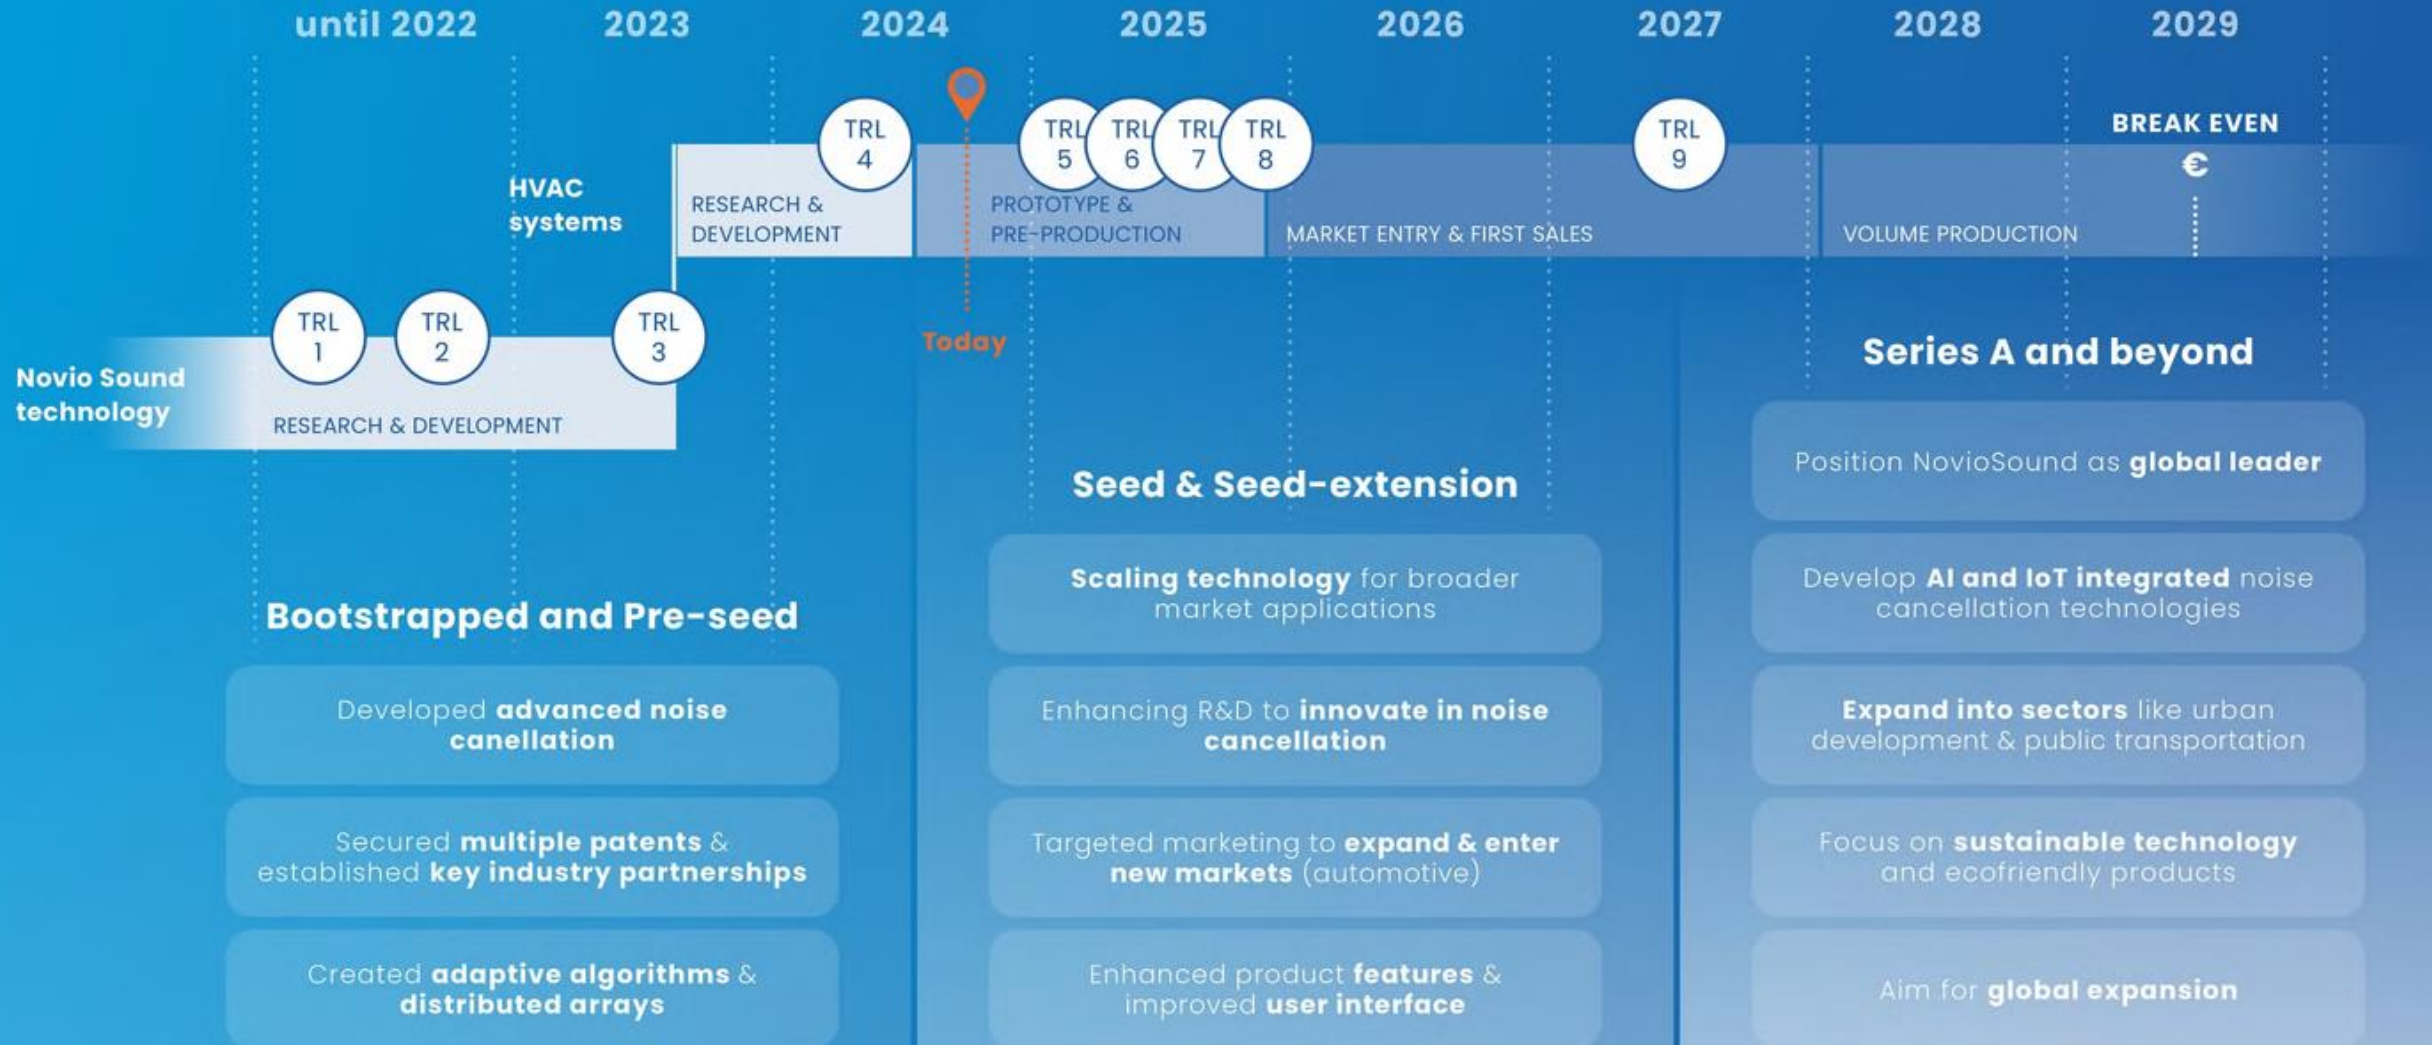 until 2022
2023
2024
2025
2026
2027
2028
2029
TRL
4
TRL
5
TRL
6
TRL
7
TRL
8
TRL
9
BREAK EVEN
€
HVAC
systems
RESEARCH &
DEVELOPMENT
PROTOTYPE &
PRE-PRODUCTION
MARKET ENTRY & FIRST SALES
VOLUME PRODUCTION
Today
Novio Sound
technology
TRL
1
TRL
2
TRL
3
RESEARCH & DEVELOPMENT
Bootstrapped and Pre-seed
Developed advanced noise
canellation
Secured multiple patents &
established key industry partnerships
Created adaptive algorithms &
distributed arrays
Seed & Seed-extension
Scaling technology for broader
market applications
Enhancing R&D to innovate in noise
cancellation
Targeted marketing to expand & enter
new markets (automotive)
Enhanced product features &
improved user interface
Series A and beyond
Position NovioSound as global leader
Develop AI and IoT integrated noise
cancellation technologies
Expand into sectors like urban
development & public transportation
Focus on sustainable technology
and ecofriendly products
Aim for global expansion